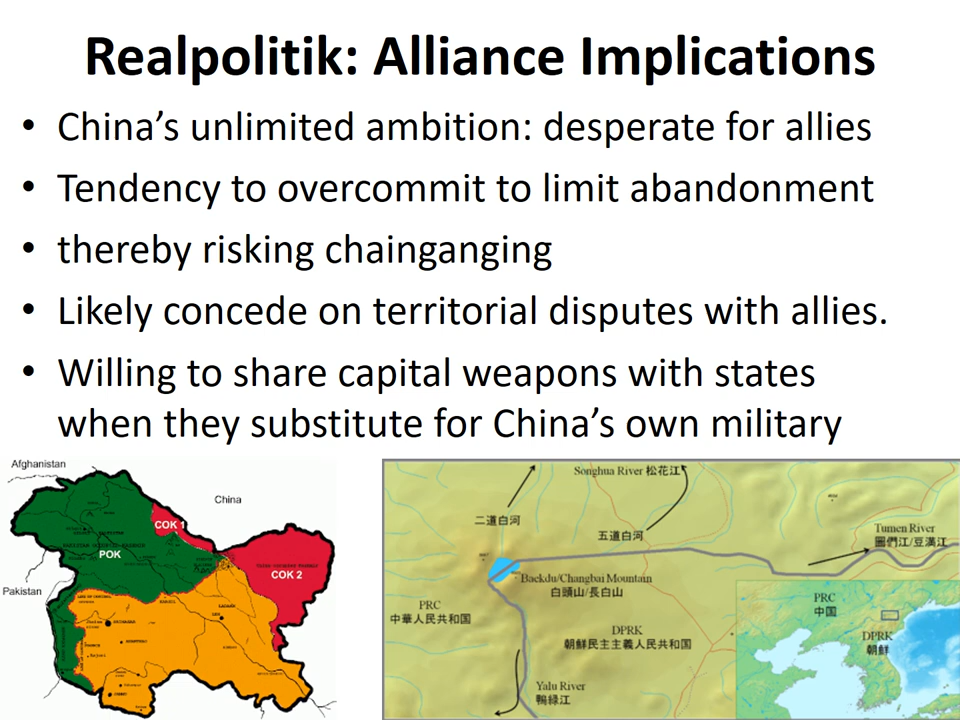 Realpolitik: Alliance Implications
• China’s unlimited ambition: desperate for allies
• Tendency to overcommit to limit abandonment
• thereby risking chainganging
• Likely concede on territorial disputes with allies.
• Willing to share capital weapons with states
when they substitute for China’s own military
Afghanistan
China
COK 1
POK
COK 2
Pakistan
Songhua River 松花江
二道白河
五道白河
Tumen River
圖們江/豆満江
Baekdu/Changbai Mountain
白頭山/長白山
PRC
中華人民共和国
DPRK
朝鮮民主主義人民共和国
Yalu River
鴨緑江
PRC
中国
DPRK
朝鮮